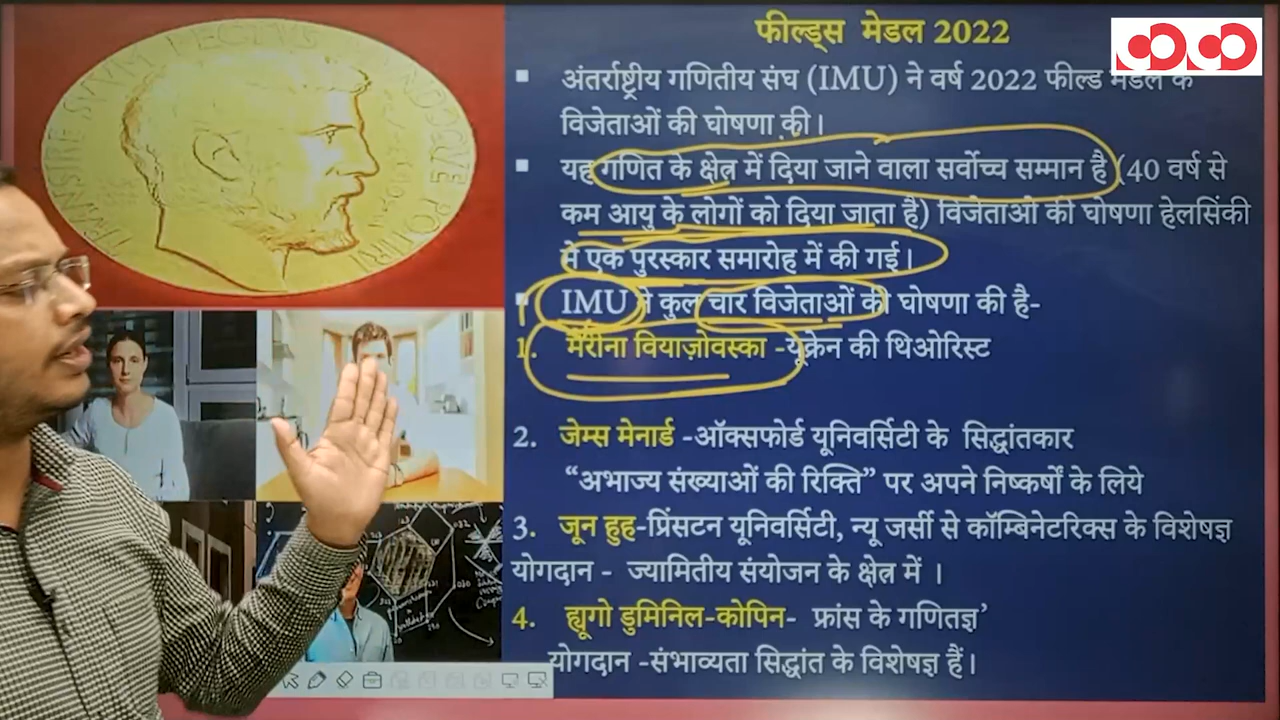 फील्ड्स मेडल 2022
अंतर्राष्ट्रीय गणितीय संघ (IMU) ने वर्ष 2022 फील्ड मेडल के
विजेताओं की घोषणा की।
यह गणित के क्षेत्र में दिया जाने वाला सर्वोच्च सम्मान है (40 वर्ष से
कम आयु के लोगों को दिया जाता है) विजेताओं की घोषणा हेलसिंकी
में एक पुरस्कार समारोह में की गई।
IMU ने कुल चार विजेताओं की घोषणा की है-
1. मैरीना वियाज़ोवस्का -यूक्रेन की थिओरिस्ट
2. जेम्स मेनार्ड -ऑक्सफोर्ड यूनिवर्सिटी के सिद्धांतकार
“अभाज्य संख्याओं की रिक्ति” पर अपने निष्कर्षों के लिये
3. जून हुह-प्रिंसटन यूनिवर्सिटी, न्यू जर्सी से कॉम्बिनेटरिक्स के विशेषज्ञ
योगदान - ज्यामितीय संयोजन के क्षेत्र में ।
4. ह्यूगो डुमिनिल-कोपिन- फ्रांस के गणितज्ञ’
योगदान -संभाव्यता सिद्धांत के विशेषज्ञ हैं।